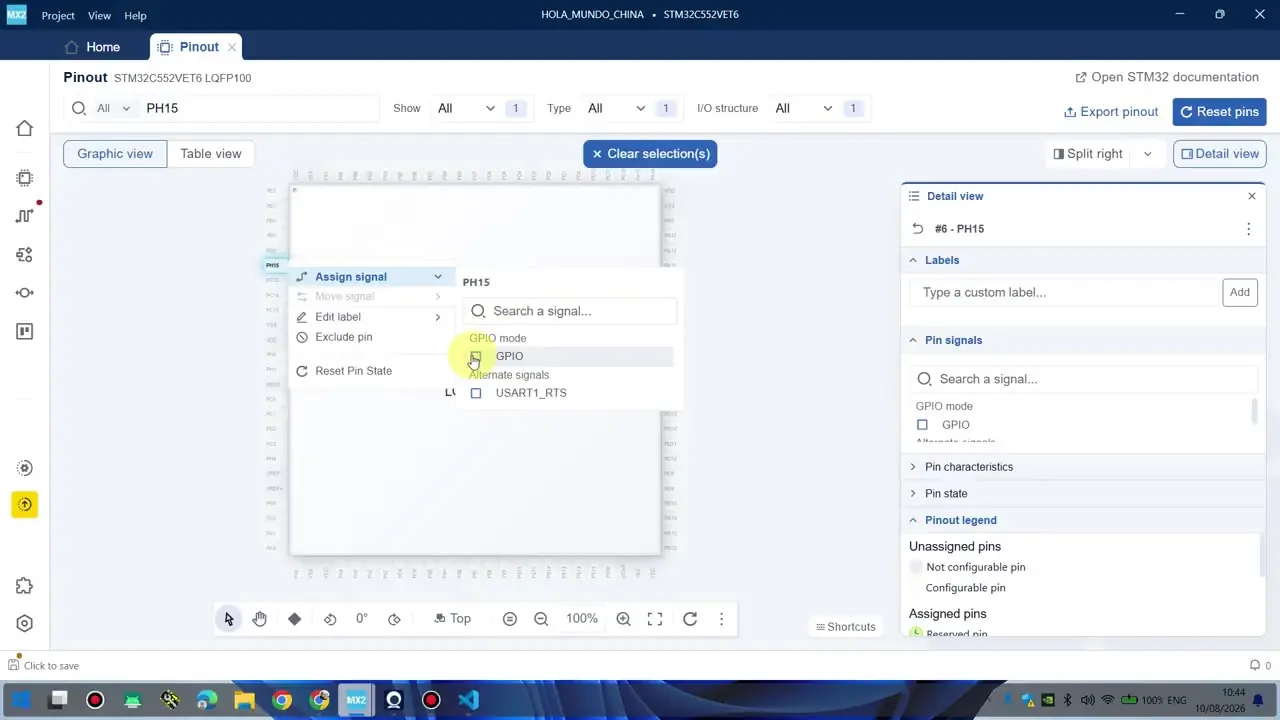 MX2 Project View Help HOLA_MUNDO_CHINA • STM32C552VET6
Home Pinout
Pinout STM32C552VET6 LQFP100 Open STM32 documentation
All PH15 Show All 1 Type All 1 I/O structure All 1 Export pinout Reset pins
Graphic view Table view Clear selection(s) Split right Detail view
Detail view
#6 - PH15
Labels
Type a custom label... Add
Pin signals
Search a signal...
GPIO mode
GPIO
Alternate signals
Pin characteristics
Pin state
Pinout legend
Unassigned pins
Not configurable pin
Configurable pin
Assigned pins
Reserved pin
PH15
Assign signal
Move signal
Edit label
Exclude pin
Reset Pin State
PH15
Search a signal...
GPIO mode
GPIO
Alternate signals
USART1_RTS
0° Top 100%
Shortcuts
Click to save 0
MX2 100% ENG 10:44
10/08/2026